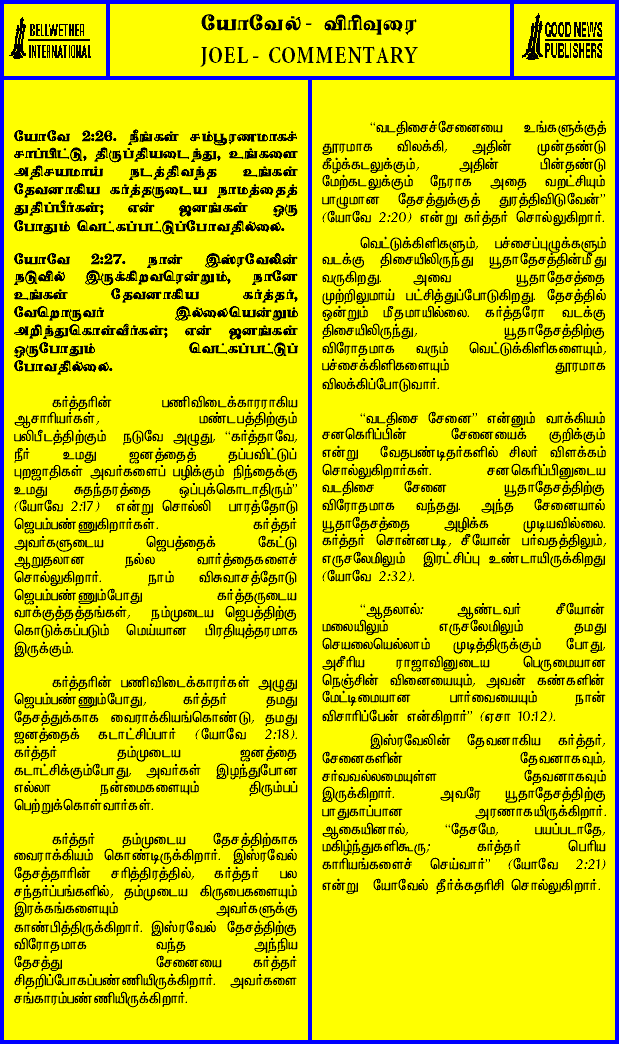 BELLWETHER
INTERNATIONAL
யோவேல் - விரிவுரை
JOEL - COMMENTARY
GOOD NEWS
PUBLISHERS
யோவே 2:26. நீங்கள் சம்பூரணமாகச்
சாப்பிட்டு, திருப்தியடைந்து, உங்களை
அதிசயமாய் நடத்திவந்த உங்கள்
தேவனாகிய கர்த்தருடைய நாமத்தைத்
துதிப்பீர்கள்; என் ஜனங்கள் ஒரு
போதும் வெட்கப்பட்டுப்போவதில்லை.
யோவே 2:27. நான் இஸ்ரவேலின்
நடுவில் இருக்கிறவரென்றும், நானே
உங்கள் தேவனாகிய கர்த்தர்,
வேறொருவர் இல்லையென்றும்
அறிந்துகொள்வீர்கள்; என் ஜனங்கள்
ஒருபோதும் வெட்கப்பட்டுப்
போவதில்லை.
கர்த்தரின் பணிவிடைக்காரராகிய
ஆசாரியர்கள், மண்டபத்திற்கும்
பலிபீடத்திற்கும் நடுவே அழுது, “கர்த்தாவே,
நீர் உமது ஜனத்தைத் தப்பவிட்டுப்
புறஜாதிகள் அவர்களைப் பழிக்கும் நிந்தைக்கு
உமது சுதந்தரத்தை ஒப்புக்கொடாதிரும்”
(யோவே 2:17) என்று சொல்லி பாரத்தோடு
ஜெபம்பண்ணுகிறார்கள். கர்த்தர்
அவர்களுடைய ஜெபத்தைக் கேட்டு
ஆறுதலான நல்ல வார்த்தைகளைச்
சொல்லுகிறார். நாம் விசுவாசத்தோடு
ஜெபம்பண்ணும்போது கர்த்தருடைய
வாக்குத்தத்தங்கள், நம்முடைய ஜெபத்திற்கு
கொடுக்கப்படும் மெய்யான பிரதியுத்தரமாக
இருக்கும்.
கர்த்தரின் பணிவிடைக்காரர்கள் அழுது
ஜெபம்பண்ணும்போது, கர்த்தர் தமது
தேசத்துக்காக வைராக்கியங்கொண்டு, தமது
ஜனத்தைக் கடாட்சிப்பார் (யோவே 2:18).
கர்த்தர் தம்முடைய ஜனத்தை
கடாட்சிக்கும்போது, அவர்கள் இழந்துபோன
எல்லா நன்மைகளையும் திரும்பப்
பெற்றுக்கொள்வார்கள்.
கர்த்தர் தம்முடைய தேசத்திற்காக
வைராக்கியம் கொண்டிருக்கிறார். இஸ்ரவேல்
தேசத்தாரின் சரித்திரத்தில், கர்த்தர் பல
சந்தர்ப்பங்களில், தம்முடைய கிருபைகளையும்
இரக்கங்களையும் அவர்களுக்கு
காண்பித்திருக்கிறார். இஸ்ரவேல் தேசத்திற்கு
விரோதமாக வந்த அந்நிய
தேசத்து சேனையை கர்த்தர்
சிதறிப்போகப்பண்ணியிருக்கிறார். அவர்களை
சங்காரம்பண்ணியிருக்கிறார்.
“வடதிசைச்சேனையை உங்களுக்குத்
தூரமாக விலக்கி, அதின் முன்தண்டு
கீழ்க்கடலுக்கும், அதின் பின்தண்டு
மேற்கடலுக்கும் நேராக அதை வறட்சியும்
பாழுமான தேசத்துக்குத் துரத்திவிடுவேன்”
(யோவே 2:20) என்று கர்த்தர் சொல்லுகிறார்.
வெட்டுக்கிளிகளும், பச்சைப்புழுக்களும்
வடக்கு திசையிலிருந்து யூதாதேசத்தின்மீது
வருகிறது. அவை யூதாதேசத்தை
முற்றிலுமாய் பட்சித்துப்போடுகிறது. தேசத்தில்
ஒன்றும் மீதமாயில்லை. கர்த்தரோ வடக்கு
திசையிலிருந்து, யூதாதேசத்திற்கு
விரோதமாக வரும் வெட்டுக்கிளிகளையும்,
பச்சைக்கிளிகளையும் தூரமாக
விலக்கிப்போடுவார்.
“வடதிசை சேனை” என்னும் வாக்கியம்
சனகெரிப்பின் சேனையைக் குறிக்கும்
என்று வேதபண்டிதர்களில் சிலர் விளக்கம்
சொல்லுகிறார்கள். சனகெரிப்பினுடைய
வடதிசை சேனை யூதாதேசத்திற்கு
விரோதமாக வந்தது. அந்த சேனையால்
யூதாதேசத்தை அழிக்க முடியவில்லை.
கர்த்தர் சொன்னபடி, சீயோன் பர்வதத்திலும்,
எருசலேமிலும் இரட்சிப்பு உண்டாயிருக்கிறது
(யோவே 2:32).
“ஆதலால்: ஆண்டவர் சீயோன்
மலையிலும் எருசலேமிலும் தமது
செயலையெல்லாம் முடித்திருக்கும் போது,
அசீரிய ராஜாவினுடைய பெருமையான
நெஞ்சின் வினையையும், அவன் கண்களின்
மேட்டிமையான பார்வையையும் நான்
விசாரிப்பேன் என்கிறார்” (ஏசா 10:12).
இஸ்ரவேலின் தேவனாகிய கர்த்தர்,
சேனைகளின் தேவனாகவும்,
சர்வவல்லமையுள்ள தேவனாகவும்
இருக்கிறார். அவரே யூதாதேசத்திற்கு
பாதுகாப்பான அரணாகயிருக்கிறார்.
ஆகையினால், “தேசமே, பயப்படாதே,
மகிழ்ந்துகளிகூரு; கர்த்தர் பெரிய
காரியங்களைச் செய்வார்” (யோவே 2:21)
என்று யோவேல் தீர்க்கதரிசி சொல்லுகிறார்.